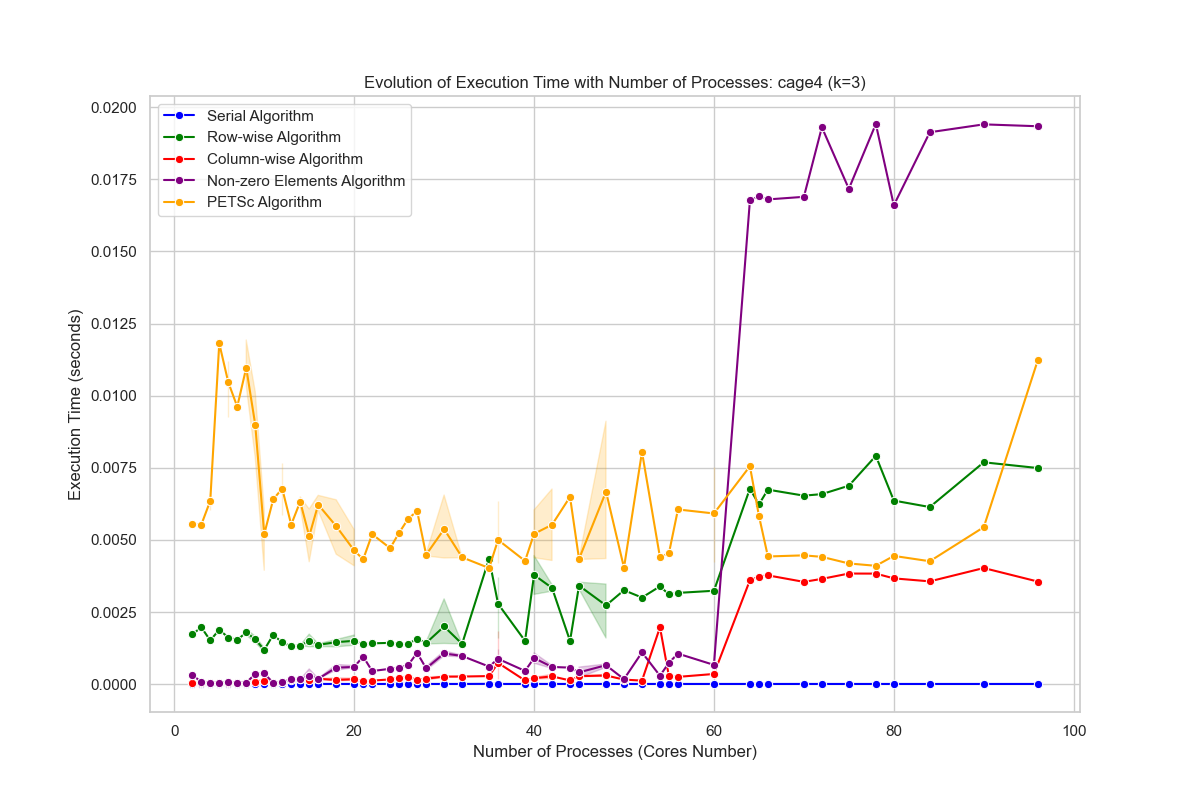 Evolution of Execution Time with Number of Processes: cage4 (k=3)
Serial Algorithm
Row-wise Algorithm
Column-wise Algorithm
Non-zero Elements Algorithm
PETSc Algorithm
Execution Time (seconds)
0.0200
0.0175
0.0150
0.0125
0.0100
0.0075
0.0050
0.0025
0.0000
0 20 40 60 80 100
Number of Processes (Cores Number)